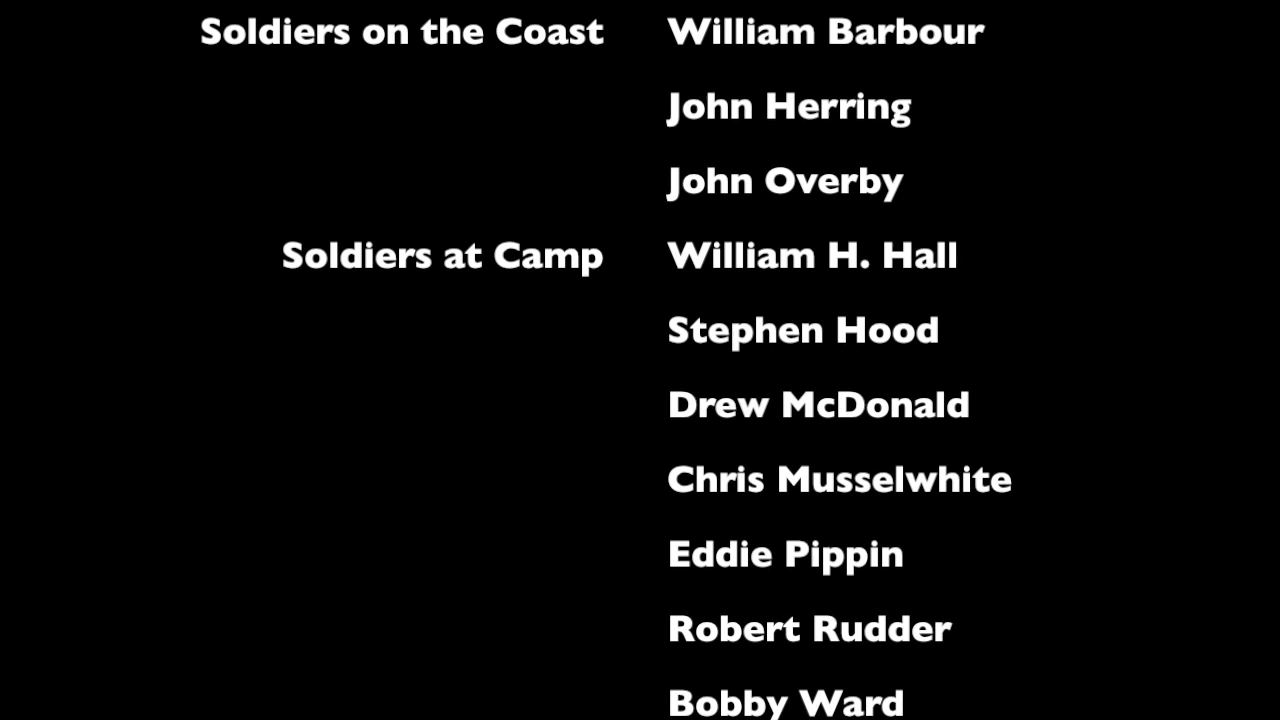 Soldiers on the Coast William Barbour
John Herring
John Overby
Soldiers at Camp William H. Hall
Stephen Hood
Drew McDonald
Chris Musselwhite
Eddie Pippin
Robert Rudder
Bobby Ward